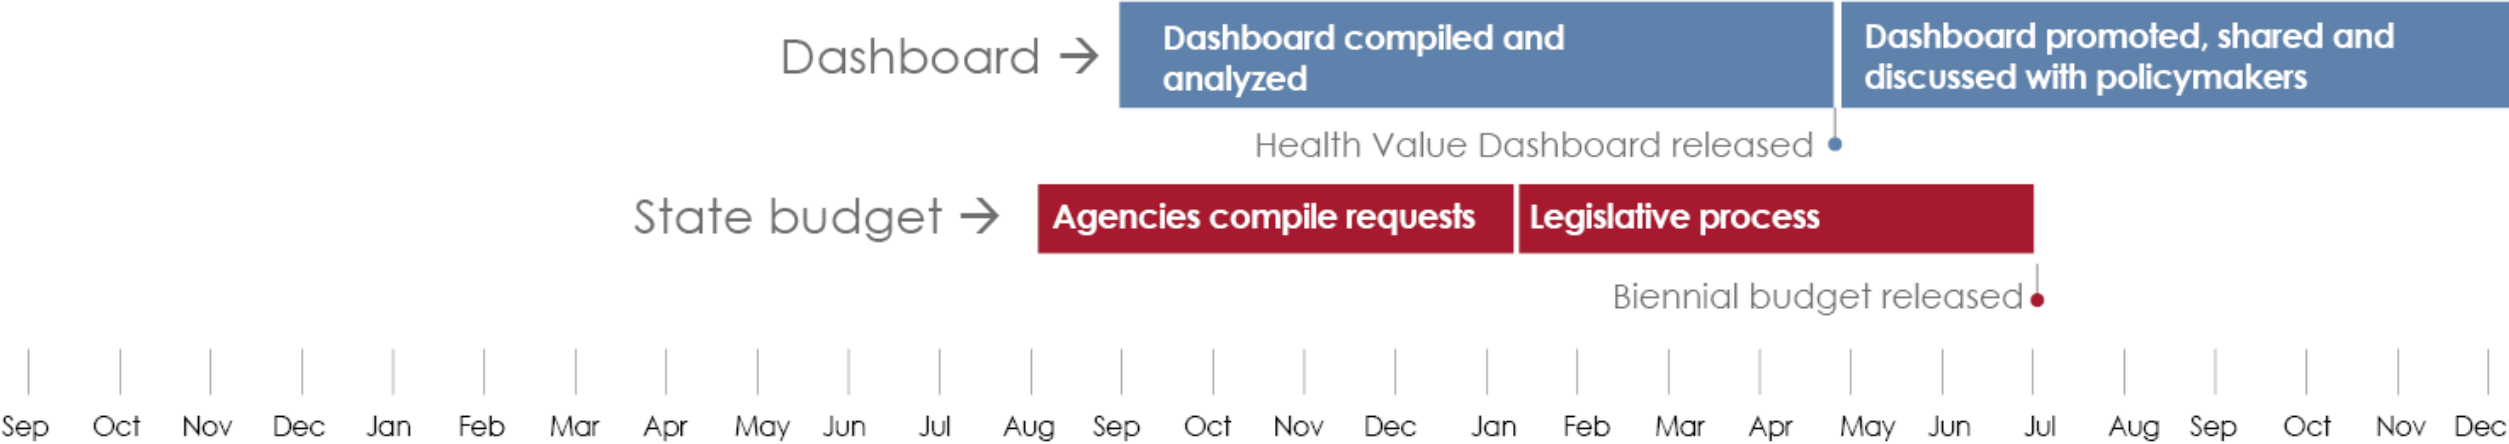 Dashboard →
Dashboard compiled and
analyzed
Dashboard promoted, shared and
discussed with policymakers
Health Value Dashboard released
State budget →
Agencies compile requests
Legislative process
Biennial budget released
Sep Oct Nov Dec Jan Feb Mar Apr May Jun Jul Aug Sep Oct Nov Dec Jan Feb Mar Apr May Jun Jul Aug Sep Oct Nov Dec